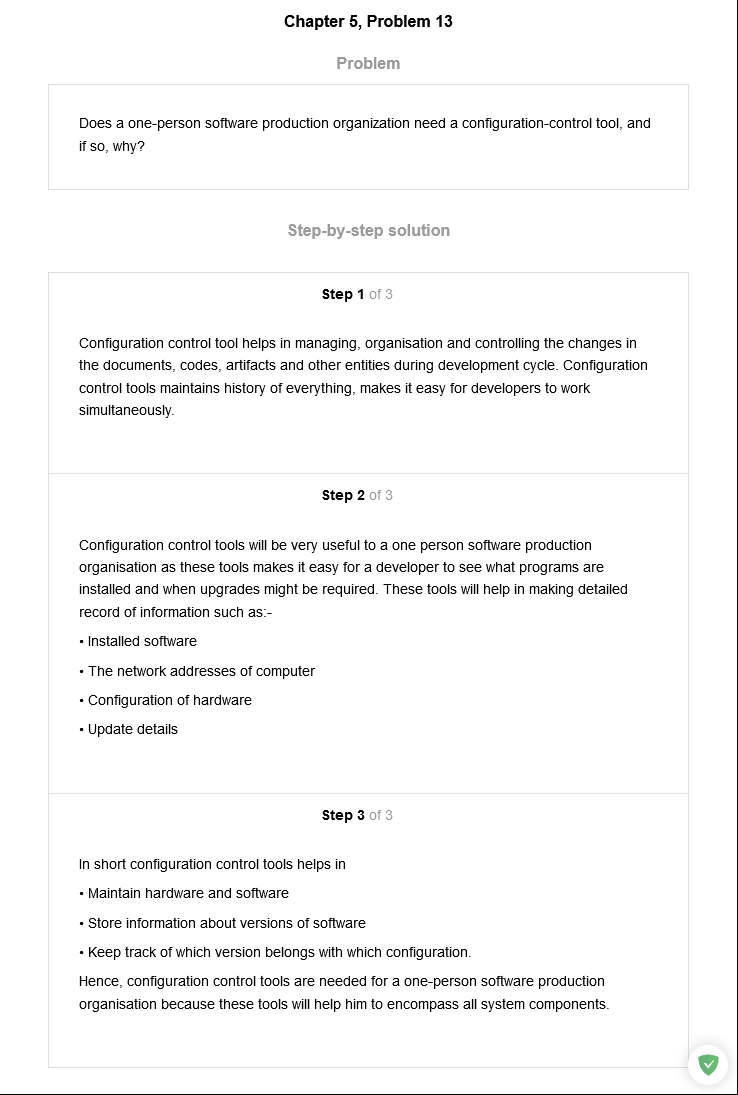 Chapter 5, Problem 13
Problem
Does a one-person software production organization need a configuration-control tool, and
if so, why?
Step-by-step solution
Step 1 of 3
Configuration control tool helps in managing, organisation and controlling the changes in
the documents, codes, artifacts and other entities during development cycle. Configuration
control tools maintains history of everything, makes it easy for developers to work
simultaneously.
Step 2 of 3
Configuration control tools will be very useful to a one person software production
organisation as these tools makes it easy for a developer to see what programs are
installed and when upgrades might be required. These tools will help in making detailed
record of information such as:-
• Installed software
• The network addresses of computer
• Configuration of hardware
• Update details
Step 3 of 3
In short configuration control tools helps in
• Maintain hardware and software
• Store information about versions of software
• Keep track of which version belongs with which configuration.
Hence, configuration control tools are needed for a one-person software production
organisation because these tools will help him to encompass all system components.